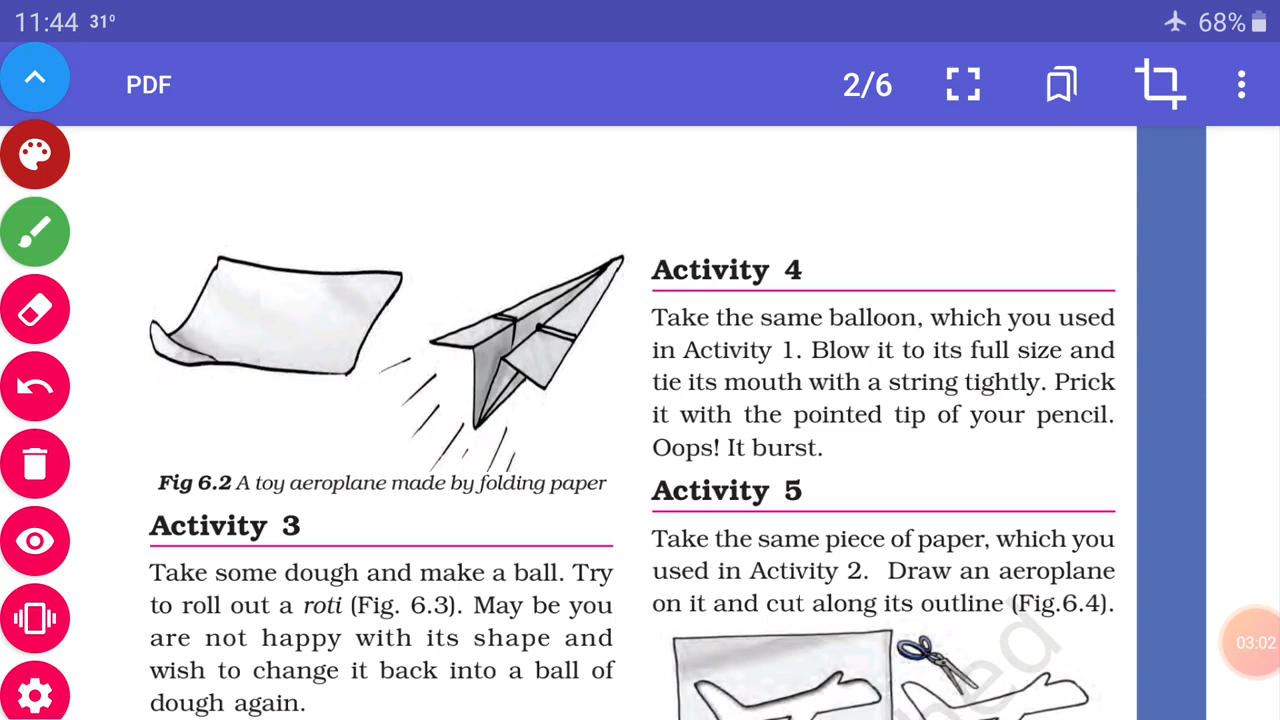 11:44 31°
68%
PDF
2/6
Fig 6.2 A toy aeroplane made by folding paper
Activity 3
Take some dough and make a ball. Try
to roll out a roti (Fig. 6.3). May be you
are not happy with its shape and
wish to change it back into a ball of
dough again.
Activity 4
Take the same balloon, which you used
in Activity 1. Blow it to its full size and
tie its mouth with a string tightly. Prick
it with the pointed tip of your pencil.
Oops! It burst.
Activity 5
Take the same piece of paper, which you
used in Activity 2. Draw an aeroplane
on it and cut along its outline (Fig.6.4).
03:02